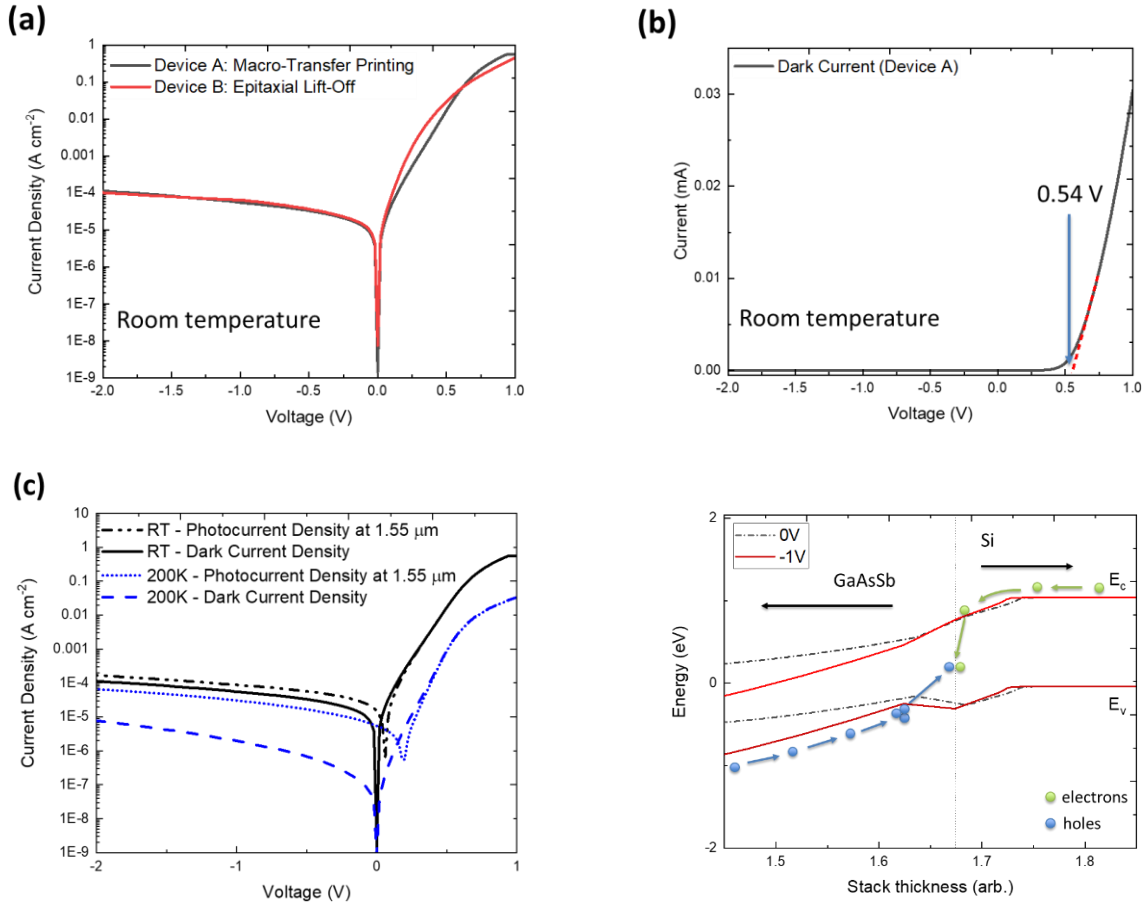 (a)
Device A: Macro-Transfer Printing
Device B: Epitaxial Lift-Off
Room temperature
Current Density (A cm⁻²)
1
0.1
0.01
0.001
1E-4
1E-5
1E-6
1E-7
1E-8
1E-9
-2.0 -1.5 -1.0 -0.5 0.0 0.5 1.0
Voltage (V)
(b)
Dark Current (Device A)
0.54 V
Room temperature
Current (mA)
0.03
0.02
0.01
0.00
-2.0 -1.5 -1.0 -0.5 0.0 0.5 1.0
Voltage (V)
(c)
RT - Photocurrent Density at 1.55 μm
RT - Dark Current Density
200K - Photocurrent Density at 1.55 μm
200K - Dark Current Density
Current Density (A cm⁻²)
10
1
0.1
0.01
0.001
1E-4
1E-5
1E-6
1E-7
1E-8
1E-9
-2 -1 0 1
Voltage (V)
0V
-1V
Si
GaAsSb
E_c
E_v
electrons
holes
Energy (eV)
2
0
-2
1.5 1.6 1.7 1.8
Stack thickness (arb.)